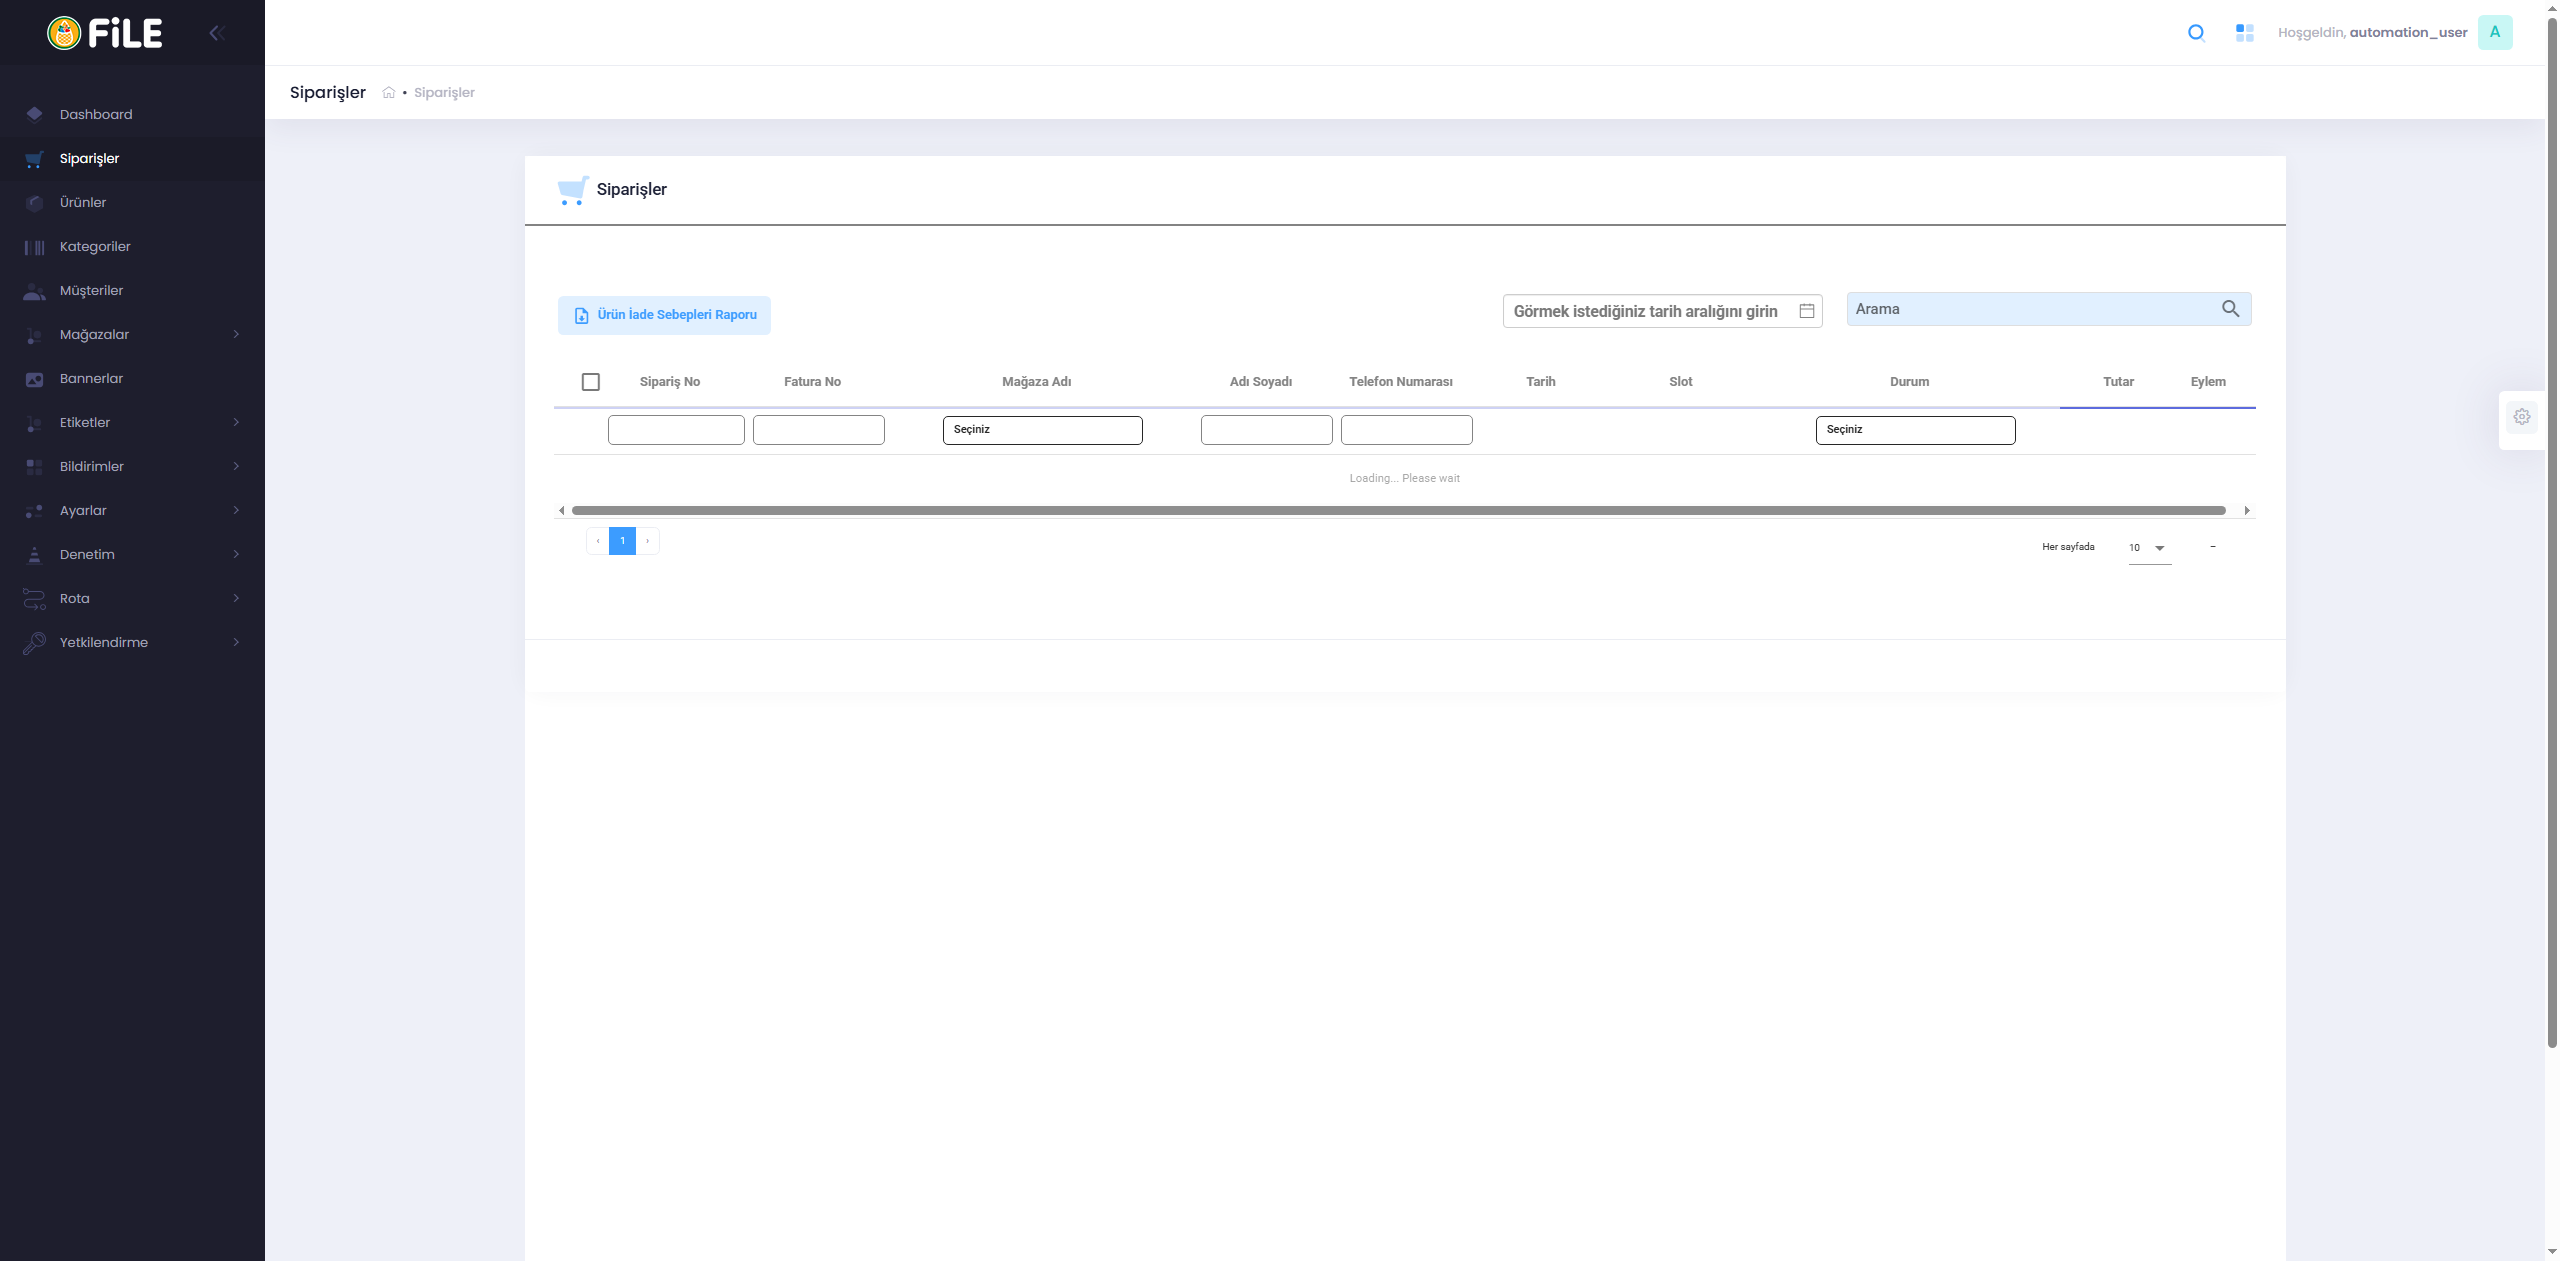 FiLE
Hoşgeldin, automation_user A
Siparişler • Siparişler
Dashboard
Siparişler
Ürünler
Kategoriler
Müşteriler
Mağazalar
Bannerlar
Etiketler
Bildirimler
Ayarlar
Denetim
Rota
Yetkilendirme
Siparişler
Ürün İade Sebepleri Raporu
Görmek istediğiniz tarih aralığını girin
Arama
Sipariş No Fatura No Mağaza Adı Adı Soyadı Telefon Numarası Tarih Slot Durum Tutar Eylem
Seçiniz Seçiniz
Loading... Please wait
‹ 1 ›
Her sayfada 10 –